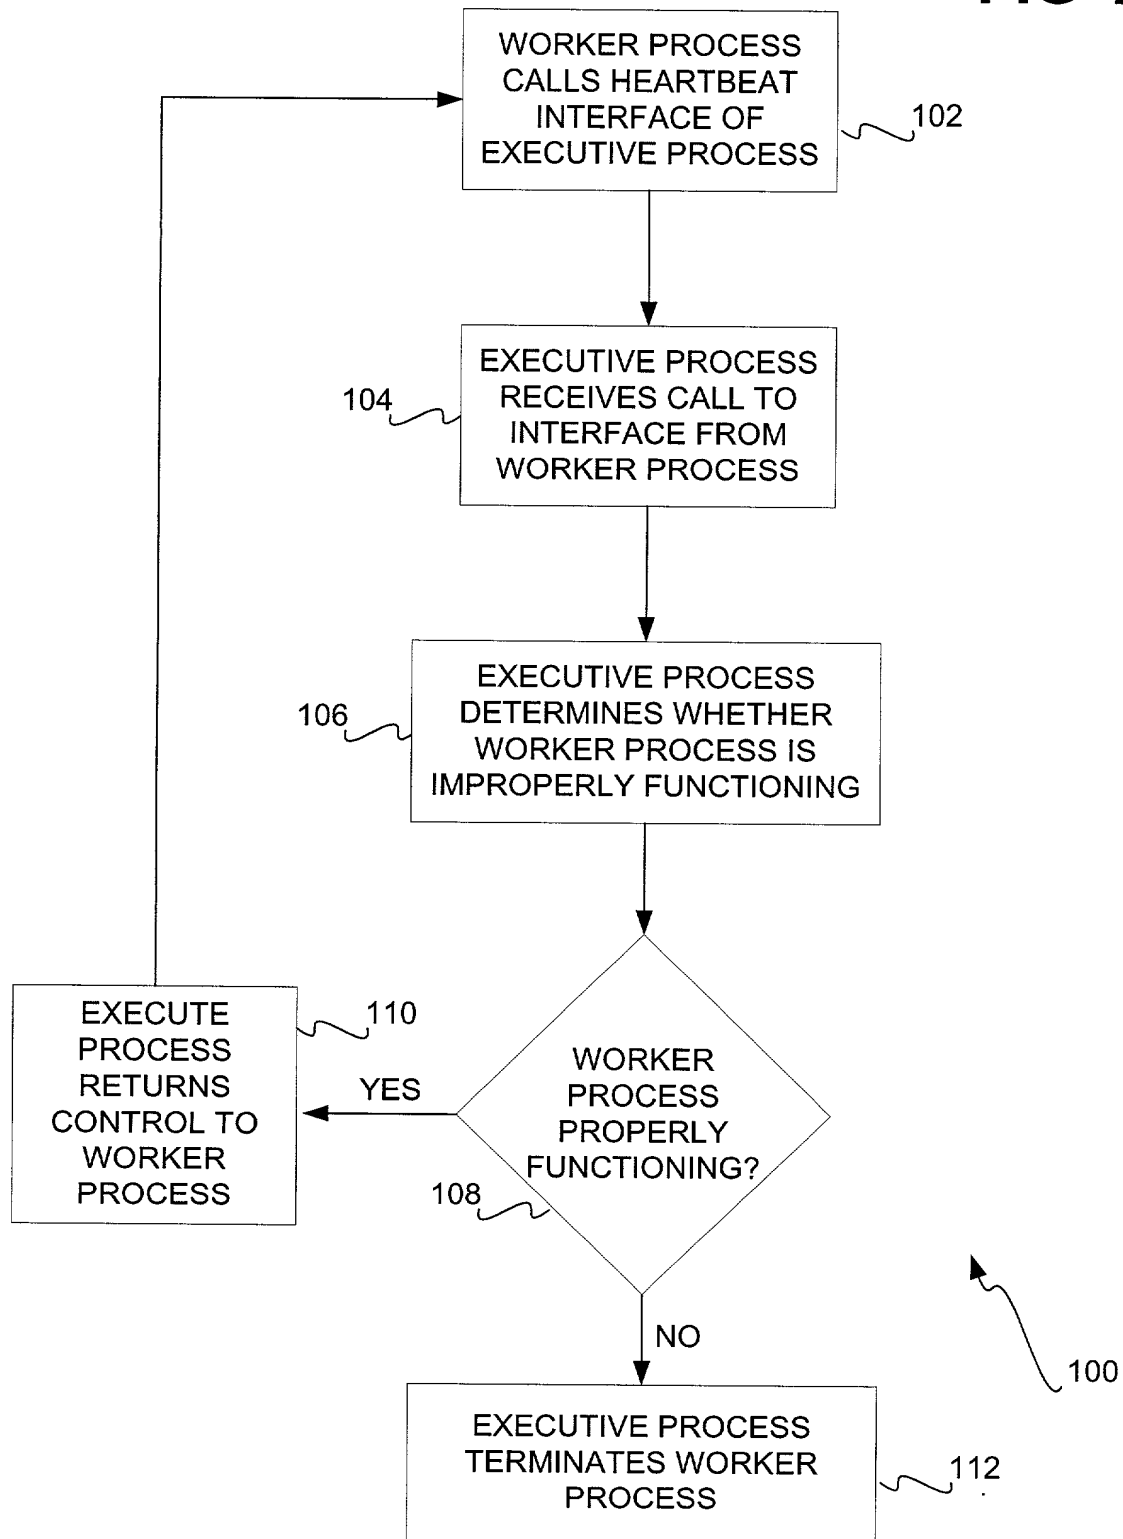 WORKER PROCESS
CALLS HEARTBEAT
INTERFACE OF
EXECUTIVE PROCESS
102
EXECUTIVE PROCESS
RECEIVES CALL TO
INTERFACE FROM
WORKER PROCESS
104
EXECUTIVE PROCESS
DETERMINES WHETHER
WORKER PROCESS IS
IMPROPERLY FUNCTIONING
106
WORKER
PROCESS
PROPERLY
FUNCTIONING?
108
YES
EXECUTE
PROCESS
RETURNS
CONTROL TO
WORKER
PROCESS
110
NO
EXECUTIVE PROCESS
TERMINATES WORKER
PROCESS
112
100